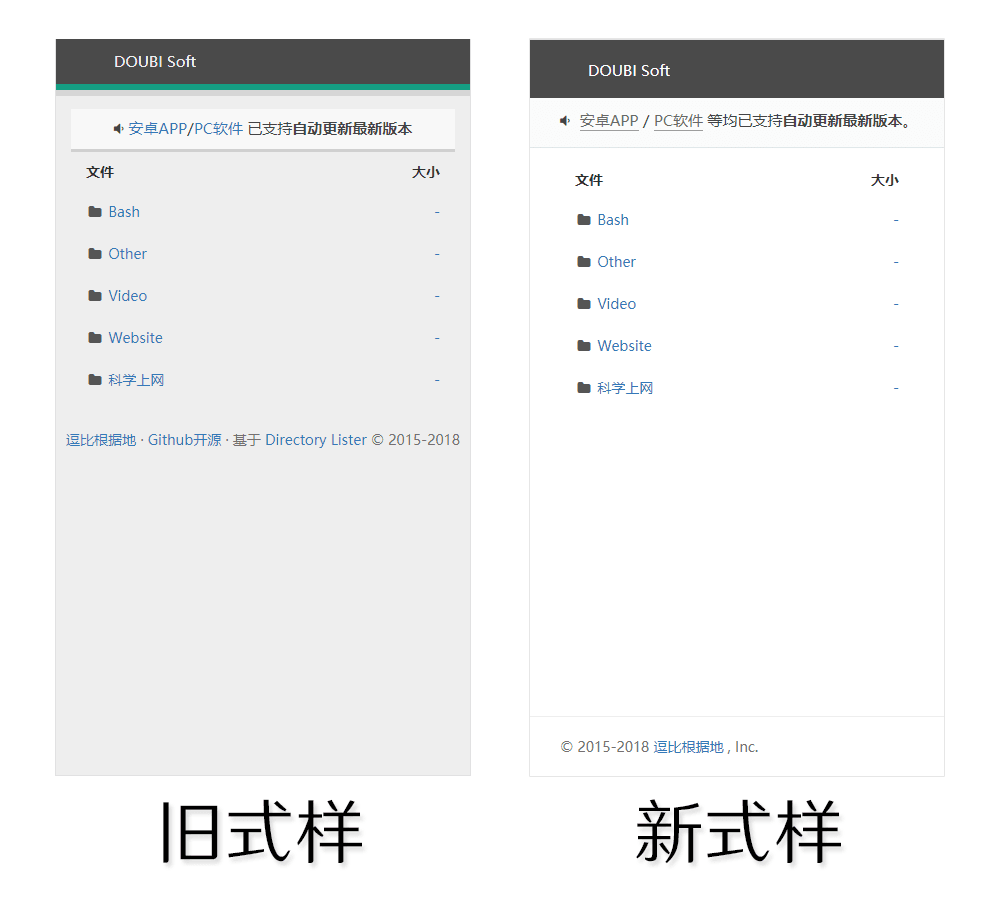 DOUBI Soft
安卓APP/PC软件 已支持自动更新最新版本
文件 大小
Bash -
Other -
Video -
Website -
科学上网 -
逗比根据地 · Github开源 · 基于 Directory Lister © 2015-2018
旧式样
DOUBI Soft
安卓APP / PC软件 等均已支持自动更新最新版本。
文件 大小
Bash -
Other -
Video -
Website -
科学上网 -
© 2015-2018 逗比根据地 , Inc.
新式样